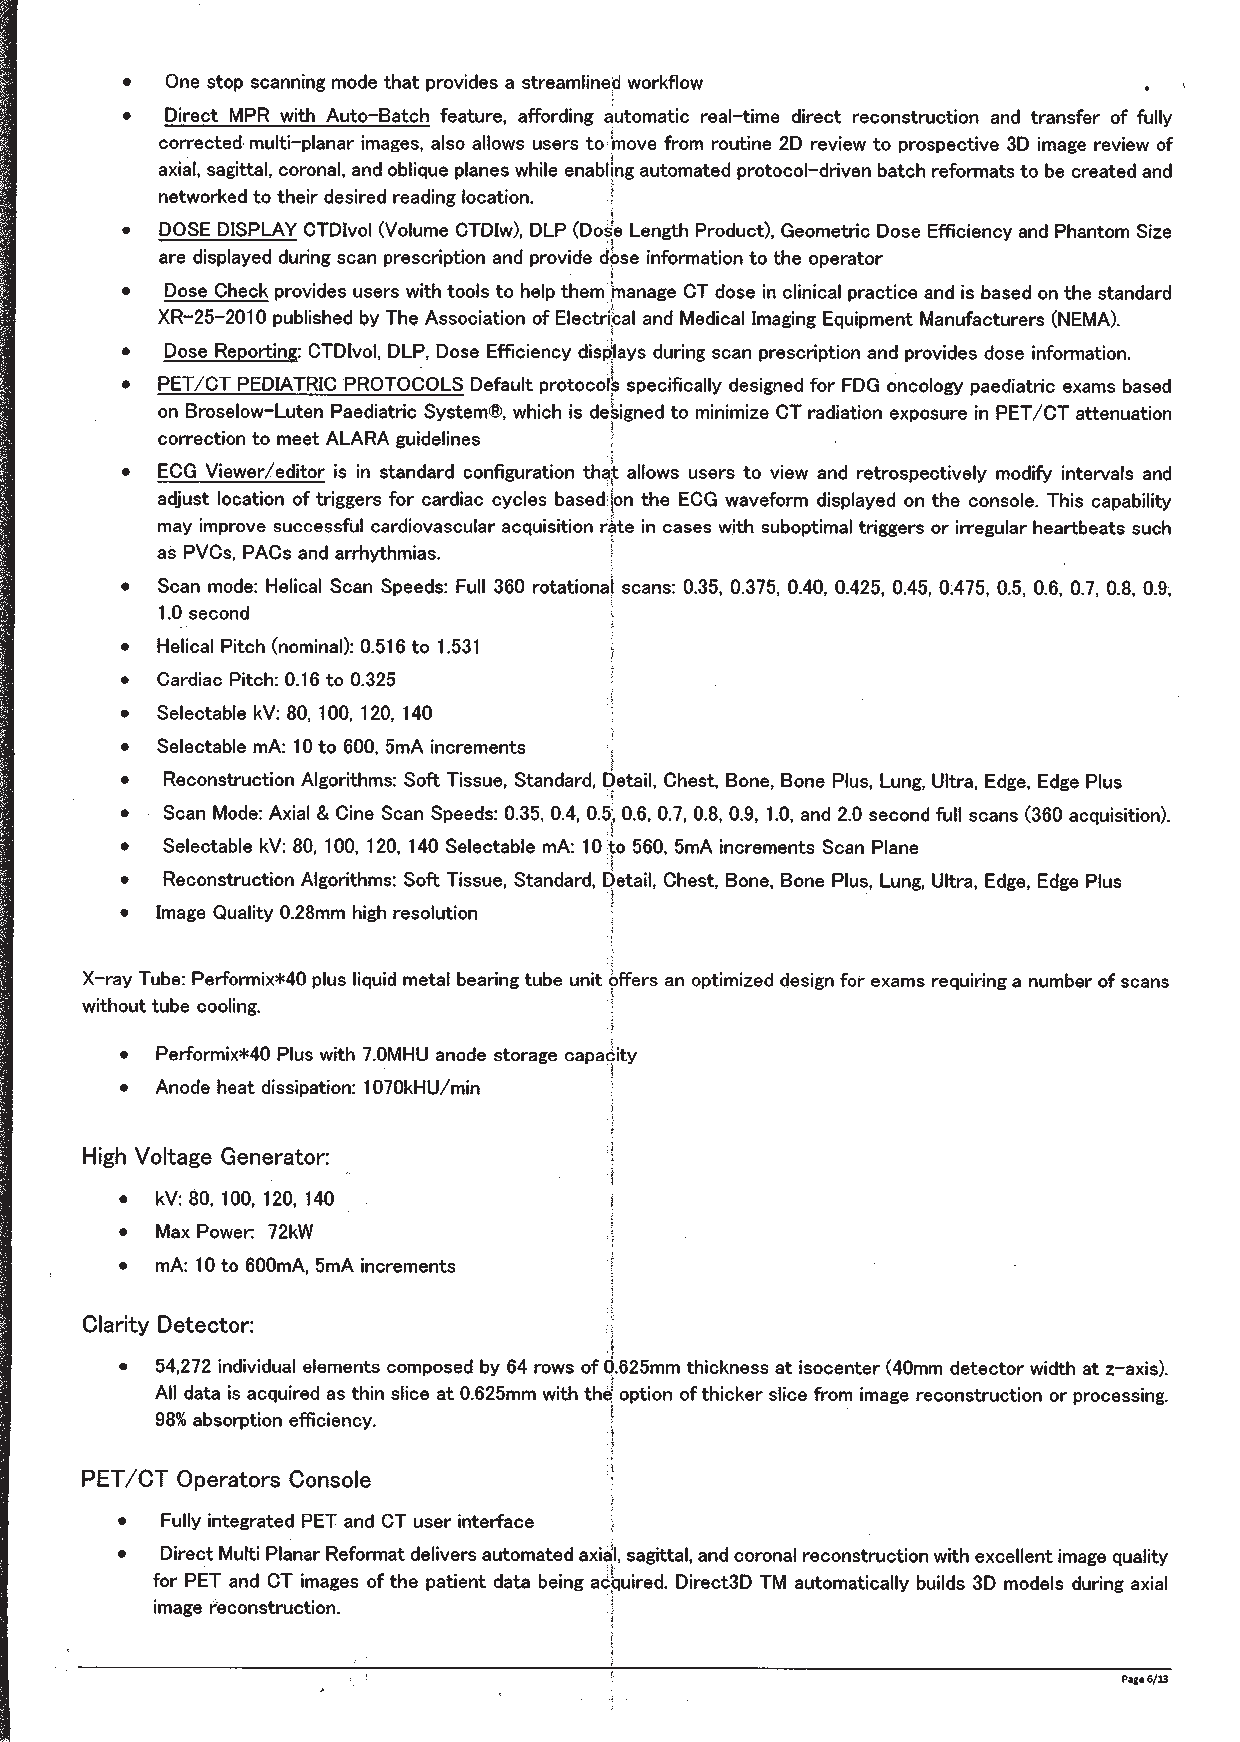 • One stop scanning mode that provides a streamlined workflow
• Direct MPR with Auto-Batch feature, affording automatic real-time direct reconstruction and transfer of fully
corrected multi-planar images, also allows users to move from routine 2D review to prospective 3D image review of
axial, sagittal, coronal, and oblique planes while enabling automated protocol-driven batch reformats to be created and
networked to their desired reading location.
• DOSE DISPLAY CTDIvol (Volume CTDIw), DLP (Dose Length Product), Geometric Dose Efficiency and Phantom Size
are displayed during scan prescription and provide dose information to the operator
• Dose Check provides users with tools to help them manage CT dose in clinical practice and is based on the standard
XR-25-2010 published by The Association of Electrical and Medical Imaging Equipment Manufacturers (NEMA).
• Dose Reporting: CTDIvol, DLP, Dose Efficiency displays during scan prescription and provides dose information.
• PET/CT PEDIATRIC PROTOCOLS Default protocols specifically designed for FDG oncology paediatric exams based
on Broselow-Luten Paediatric System®, which is designed to minimize CT radiation exposure in PET/CT attenuation
correction to meet ALARA guidelines
• ECG Viewer/editor is in standard configuration that allows users to view and retrospectively modify intervals and
adjust location of triggers for cardiac cycles based on the ECG waveform displayed on the console. This capability
may improve successful cardiovascular acquisition rate in cases with suboptimal triggers or irregular heartbeats such
as PVCs, PACs and arrhythmias.
• Scan mode: Helical Scan Speeds: Full 360 rotational scans: 0.35, 0.375, 0.40, 0.425, 0.45, 0.475, 0.5, 0.6, 0.7, 0.8, 0.9,
1.0 second
• Helical Pitch (nominal): 0.516 to 1.531
• Cardiac Pitch: 0.16 to 0.325
• Selectable kV: 80, 100, 120, 140
• Selectable mA: 10 to 600, 5mA increments
• Reconstruction Algorithms: Soft Tissue, Standard, Detail, Chest, Bone, Bone Plus, Lung, Ultra, Edge, Edge Plus
• Scan Mode: Axial & Cine Scan Speeds: 0.35, 0.4, 0.5, 0.6, 0.7, 0.8, 0.9, 1.0, and 2.0 second full scans (360 acquisition).
• Selectable kV: 80, 100, 120, 140 Selectable mA: 10 to 560, 5mA increments Scan Plane
• Reconstruction Algorithms: Soft Tissue, Standard, Detail, Chest, Bone, Bone Plus, Lung, Ultra, Edge, Edge Plus
• Image Quality 0.28mm high resolution
X-ray Tube: Performix*40 plus liquid metal bearing tube unit offers an optimized design for exams requiring a number of scans
without tube cooling.
• Performix*40 Plus with 7.0MHU anode storage capacity
• Anode heat dissipation: 1070kHU/min
High Voltage Generator:
• kV: 80, 100, 120, 140
• Max Power: 72kW
• mA: 10 to 600mA, 5mA increments
Clarity Detector:
• 54,272 individual elements composed by 64 rows of 0.625mm thickness at isocenter (40mm detector width at z-axis).
All data is acquired as thin slice at 0.625mm with the option of thicker slice from image reconstruction or processing.
98% absorption efficiency.
PET/CT Operators Console
• Fully integrated PET and CT user interface
• Direct Multi Planar Reformat delivers automated axial, sagittal, and coronal reconstruction with excellent image quality
for PET and CT images of the patient data being acquired. Direct3D TM automatically builds 3D models during axial
image reconstruction.
Page 6/13